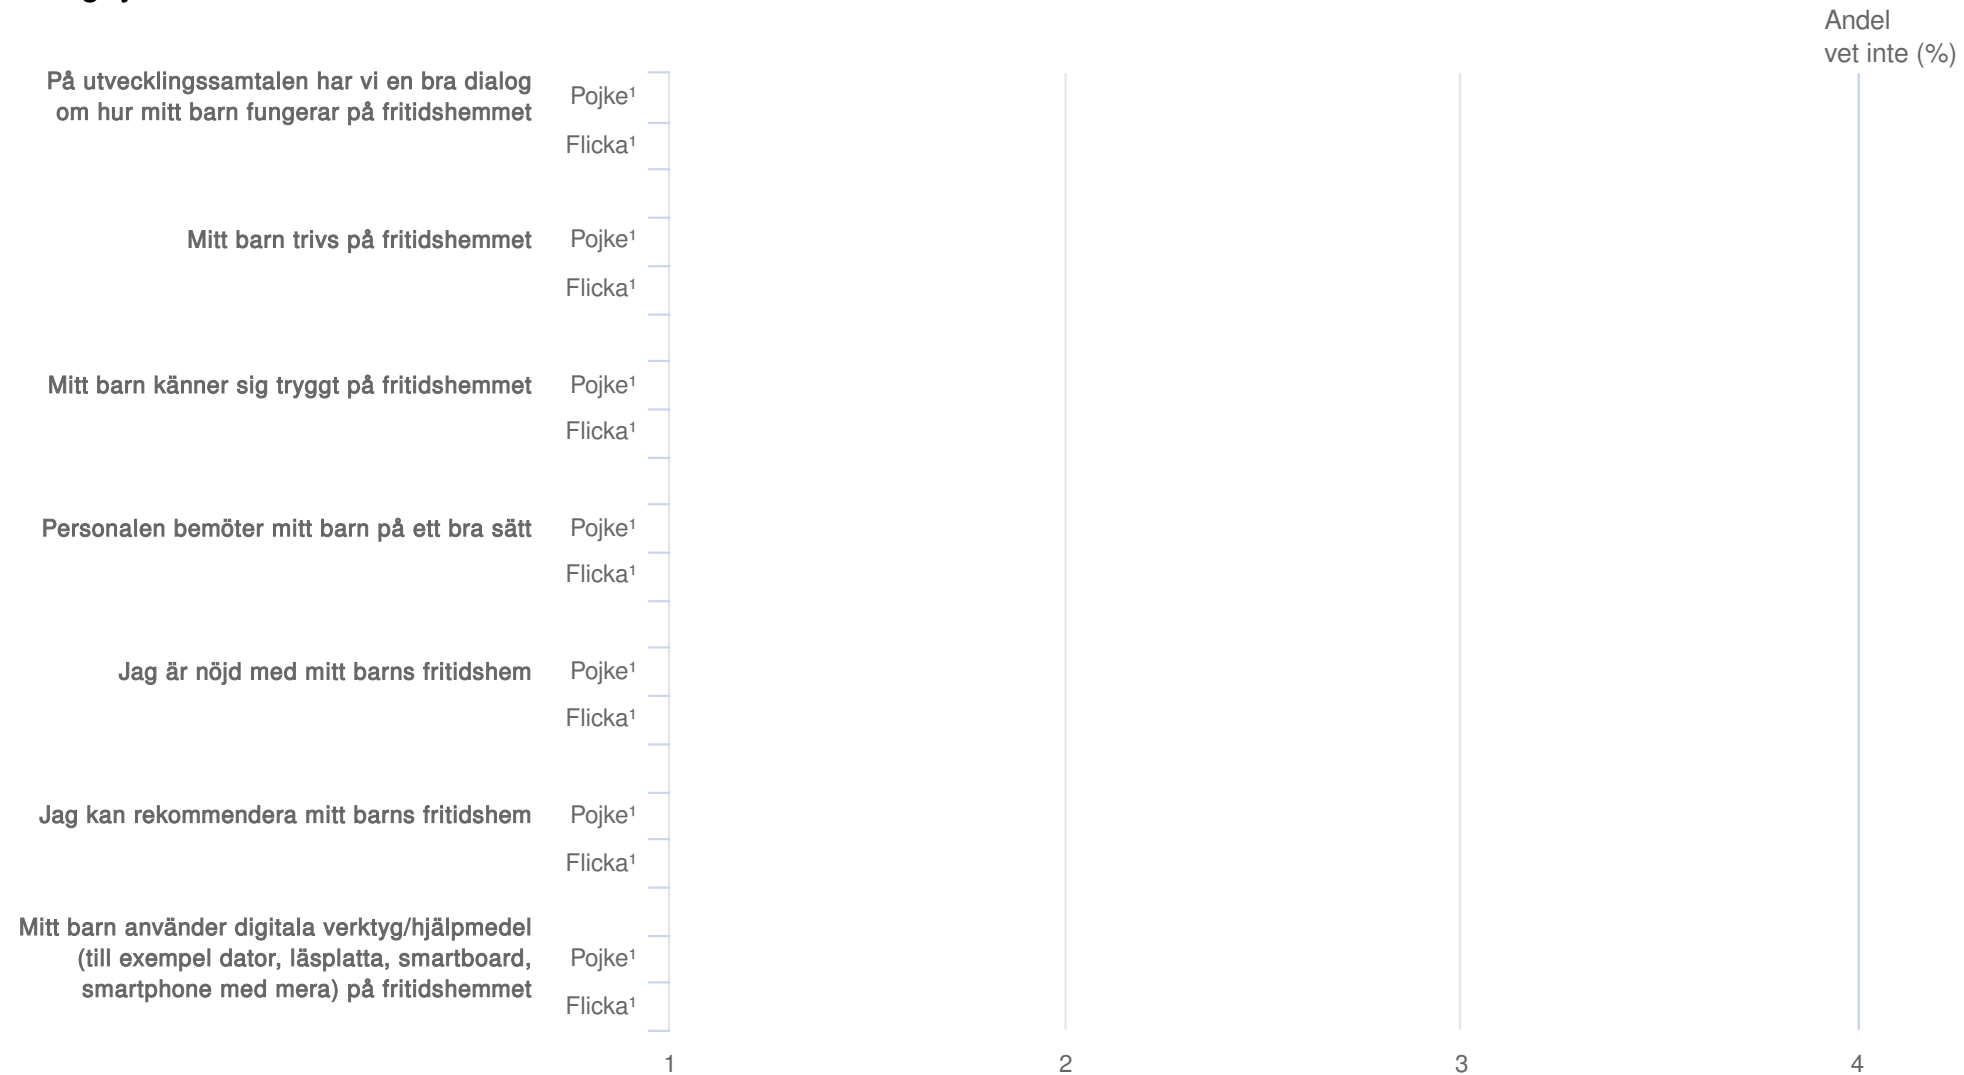 Andel
vet inte (%)
På utvecklingssamtalen har vi en bra dialog
om hur mitt barn fungerar på fritidshemmet
Pojke¹
Flicka¹
Mitt barn trivs på fritidshemmet
Pojke¹
Flicka¹
Mitt barn känner sig tryggt på fritidshemmet
Pojke¹
Flicka¹
Personalen bemöter mitt barn på ett bra sätt
Pojke¹
Flicka¹
Jag är nöjd med mitt barns fritidshem
Pojke¹
Flicka¹
Jag kan rekommendera mitt barns fritidshem
Pojke¹
Flicka¹
Mitt barn använder digitala verktyg/hjälpmedel
(till exempel dator, läsplatta, smartboard,
smartphone med mera) på fritidshemmet
Pojke¹
Flicka¹
1 2 3 4